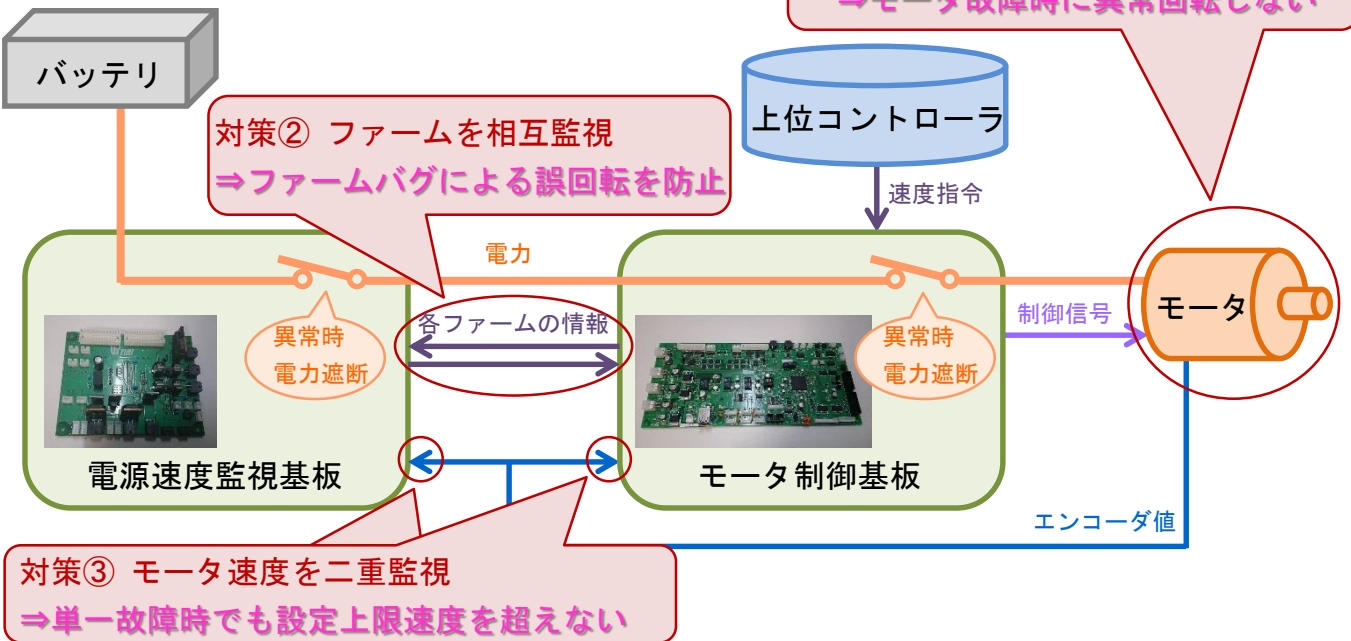 ⇒モータ故障時に異常回転しない
バッテリ
対策② ファームを相互監視
⇒ファームバグによる誤回転を防止
上位コントローラ
速度指令
電力
各ファームの情報
異常時
電力遮断
異常時
電力遮断
制御信号
モータ
電源速度監視基板
モータ制御基板
エンコーダ値
対策③ モータ速度を二重監視
⇒単一故障時でも設定上限速度を超えない